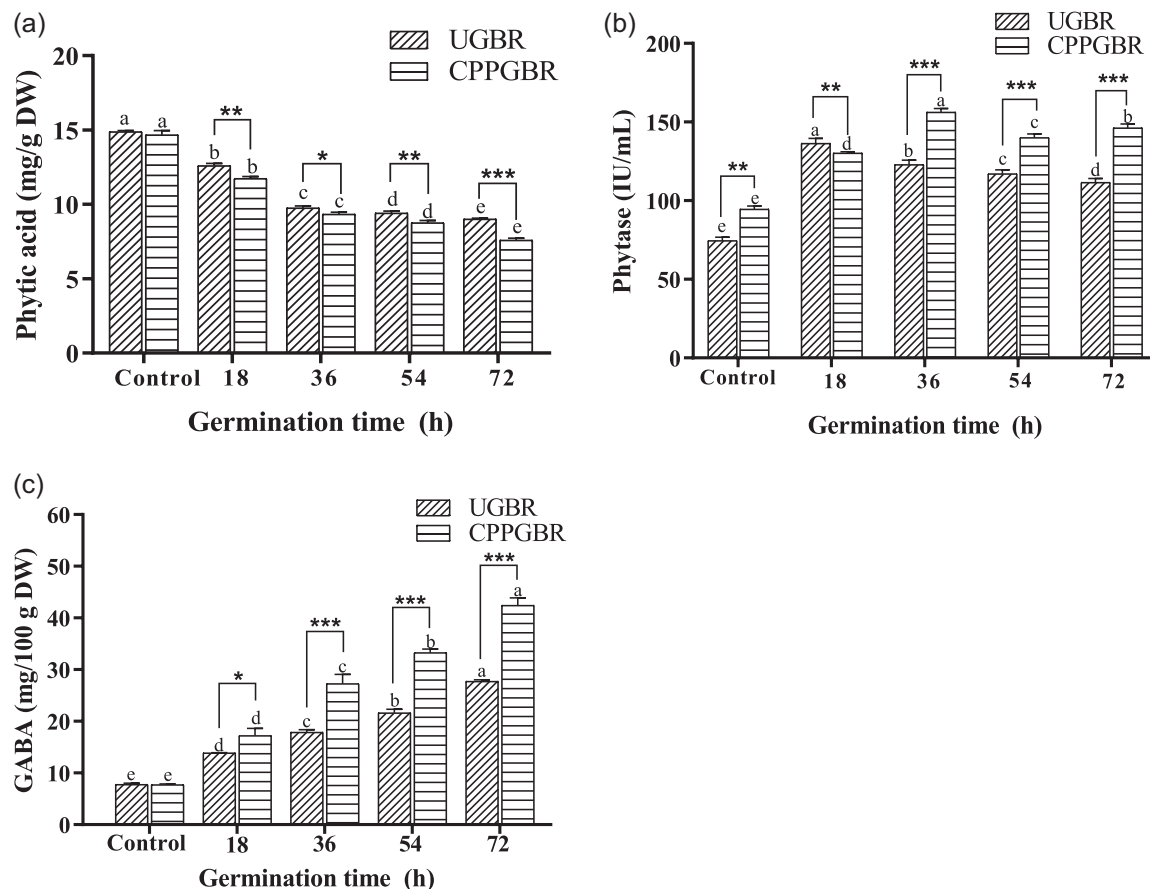 (a)
UGBR
CPPGBR
Phytic acid (mg/g DW)
20
15
10
5
0
a a
**
b b
*
c c
**
d d
***
e e
Control 18 36 54 72
Germination time (h)
(b)
UGBR
CPPGBR
Phytase (IU/mL)
200
150
100
50
0
**
e e
**
a d
***
b a
***
c c
***
d b
Control 18 36 54 72
Germination time (h)
(c)
UGBR
CPPGBR
GABA (mg/100 g DW)
60
50
40
30
20
10
0
e e
*
d d
***
c c
***
b b
***
a a
Control 18 36 54 72
Germination time (h)